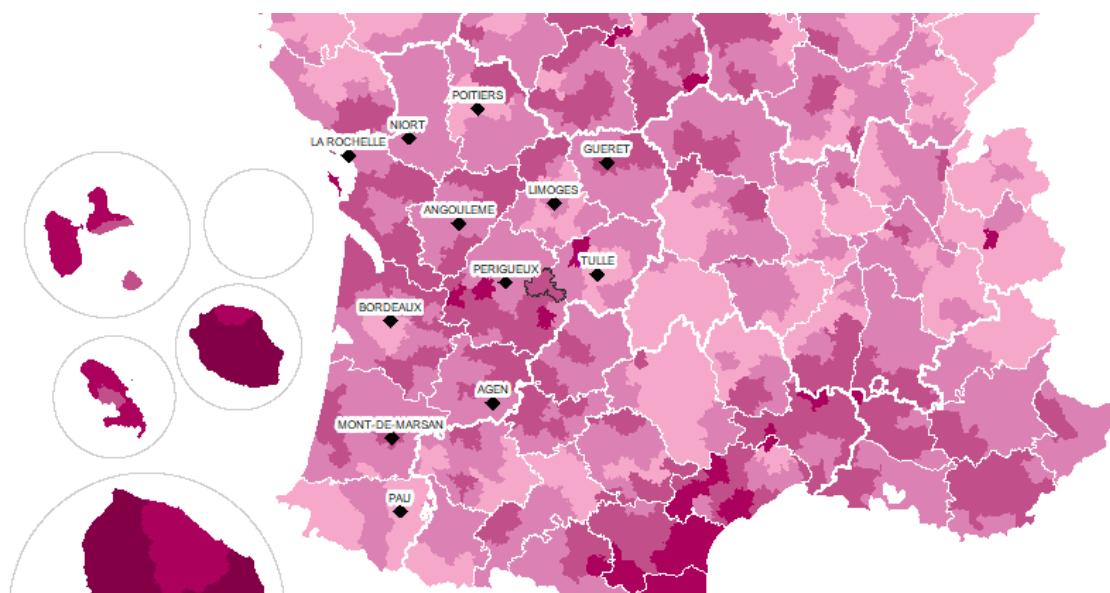 POITIERS
NIORT
LA ROCHELLE
GUERET
LIMOGES
ANGOULEME
TULLE
PERIGUEUX
BORDEAUX
AGEN
MONT-DE-MARSAN
PAU